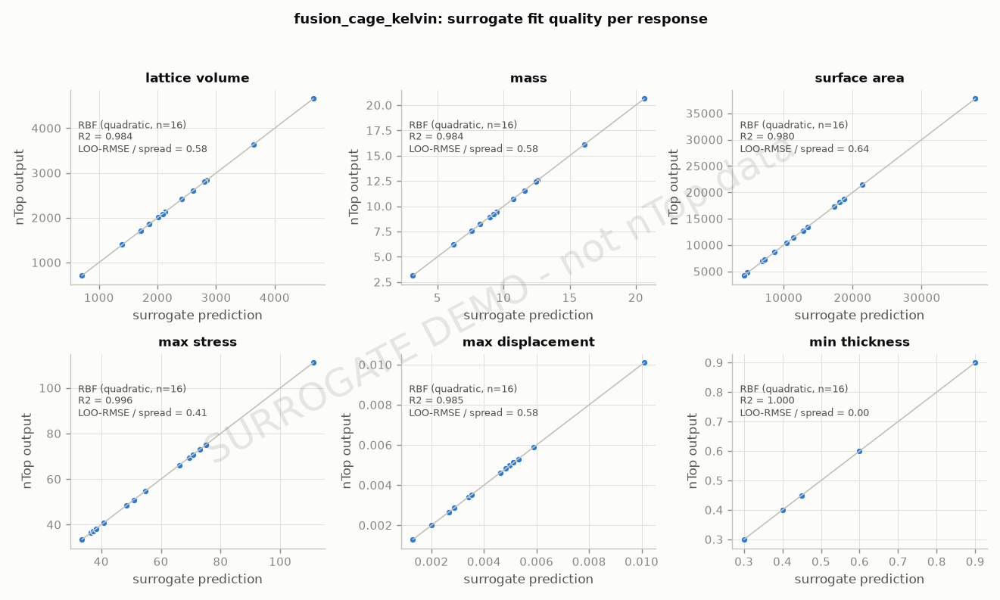 fusion_cage_kelvin: surrogate fit quality per response
lattice volume
RBF (quadratic, n=16)
R2 = 0.984
LOO-RMSE / spread = 0.58
nTop output
4000
3000
2000
1000
1000 2000 3000 4000
surrogate prediction
mass
RBF (quadratic, n=16)
R2 = 0.984
LOO-RMSE / spread = 0.58
nTop output
20.0
17.5
15.0
12.5
10.0
7.5
5.0
2.5
5 10 15 20
surrogate prediction
surface area
RBF (quadratic, n=16)
R2 = 0.980
LOO-RMSE / spread = 0.64
nTop output
35000
30000
25000
20000
15000
10000
5000
10000 20000 30000
surrogate prediction
SURROGATE DEMO - not nTop data
max stress
RBF (quadratic, n=16)
R2 = 0.996
LOO-RMSE / spread = 0.41
nTop output
100
80
60
40
40 60 80 100
surrogate prediction
max displacement
RBF (quadratic, n=16)
R2 = 0.985
LOO-RMSE / spread = 0.58
nTop output
0.010
0.008
0.006
0.004
0.002
0.002 0.004 0.006 0.008 0.010
surrogate prediction
min thickness
RBF (quadratic, n=16)
R2 = 1.000
LOO-RMSE / spread = 0.00
nTop output
0.9
0.8
0.7
0.6
0.5
0.4
0.3
0.3 0.4 0.5 0.6 0.7 0.8 0.9
surrogate prediction